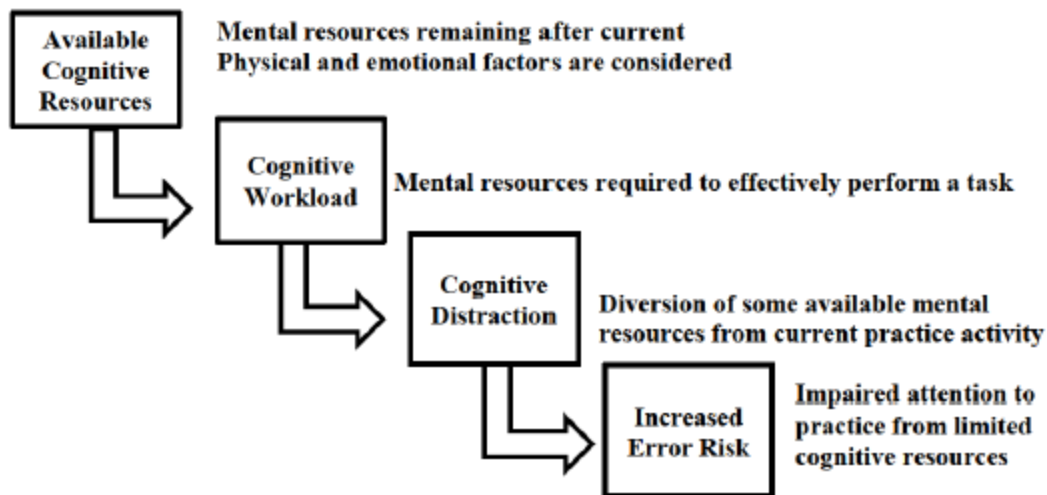 Available
Cognitive
Resources
Mental resources remaining after current
Physical and emotional factors are considered
Cognitive
Workload
Mental resources required to effectively perform a task
Cognitive
Distraction
Diversion of some available mental
resources from current practice activity
Increased
Error Risk
Impaired attention to
practice from limited
cognitive resources